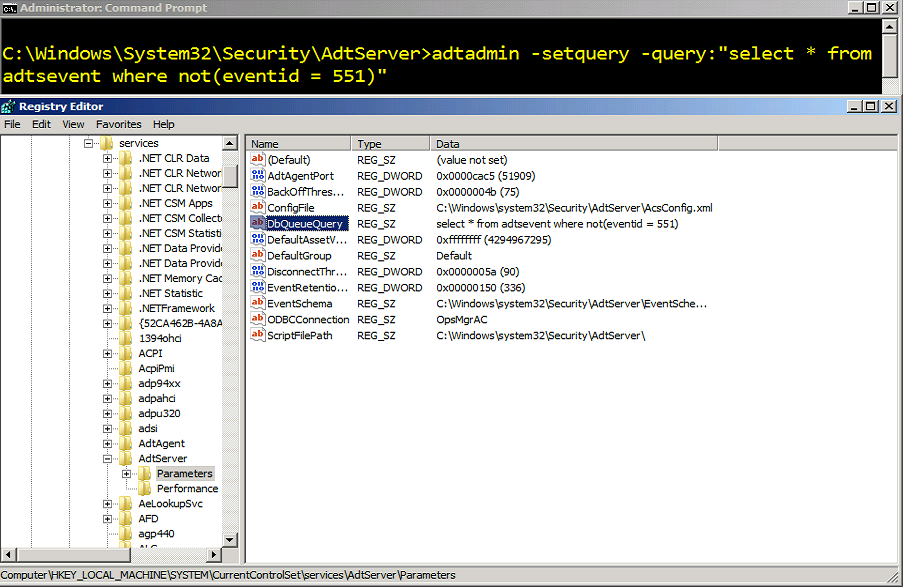 Administrator: Command Prompt
C:\Windows\System32\Security\AdtServer>adtadmin -setquery -query:"select * from
adtsevent where not(eventid = 551)"
Registry Editor
File Edit View Favorites Help
services
.NET CLR Data
.NET CLR Networ
.NET CLR Networ
.NET CSM Apps
.NET CSM Collect
.NET CSM Statisti
.NET Data Provide
.NET Data Provide
.NET Memory Cac
.NET Statistic
.NETFramework
{52CA462B-4A8A
1394ohci
ACPI
AcpiPmi
adp94xx
adpahci
adpu320
adsi
AdtAgent
AdtServer
Parameters
Performance
AeLookupSvc
AFD
agp440
ALG
Name Type Data
(Default) REG_SZ (value not set)
AdtAgentPort REG_DWORD 0x0000cac5 (51909)
BackOffThres... REG_DWORD 0x0000004b (75)
ConfigFile REG_SZ C:\Windows\system32\Security\AdtServer\AcsConfig.xml
DbQueueQuery REG_SZ select * from adtsevent where not(eventid = 551)
DefaultAssetV... REG_DWORD 0xffffffff (4294967295)
DefaultGroup REG_SZ Default
DisconnectThr... REG_DWORD 0x0000005a (90)
EventRetentio... REG_DWORD 0x00000150 (336)
EventSchema REG_SZ C:\Windows\system32\Security\AdtServer\EventSche...
ODBCConnection REG_SZ OpsMgrAC
ScriptFilePath REG_SZ C:\Windows\system32\Security\AdtServer\
Computer\HKEY_LOCAL_MACHINE\SYSTEM\CurrentControlSet\services\AdtServer\Parameters